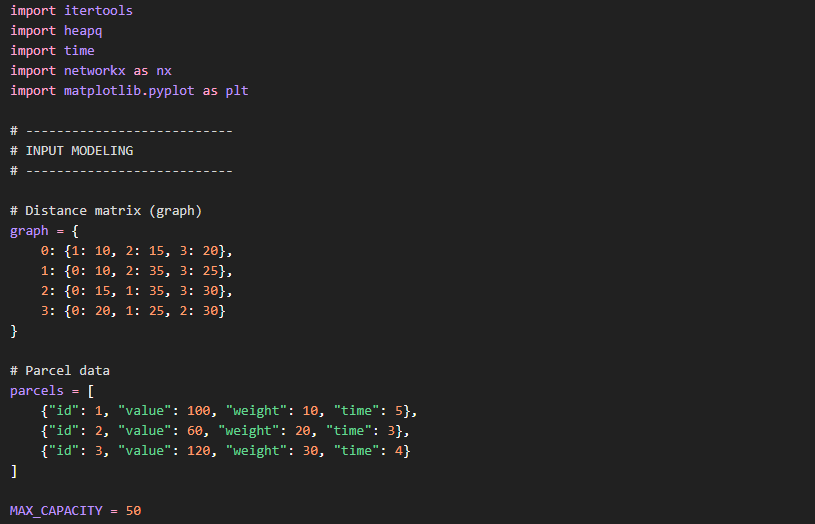 import itertools
import heapq
import time
import networkx as nx
import matplotlib.pyplot as plt
# ---------------------------
# INPUT MODELING
# ---------------------------
# Distance matrix (graph)
graph = {
    0: {1: 10, 2: 15, 3: 20},
    1: {0: 10, 2: 35, 3: 25},
    2: {0: 15, 1: 35, 3: 30},
    3: {0: 20, 1: 25, 2: 30}
}
# Parcel data
parcels = [
    {"id": 1, "value": 100, "weight": 10, "time": 5},
    {"id": 2, "value": 60, "weight": 20, "time": 3},
    {"id": 3, "value": 120, "weight": 30, "time": 4}
]
MAX_CAPACITY = 50